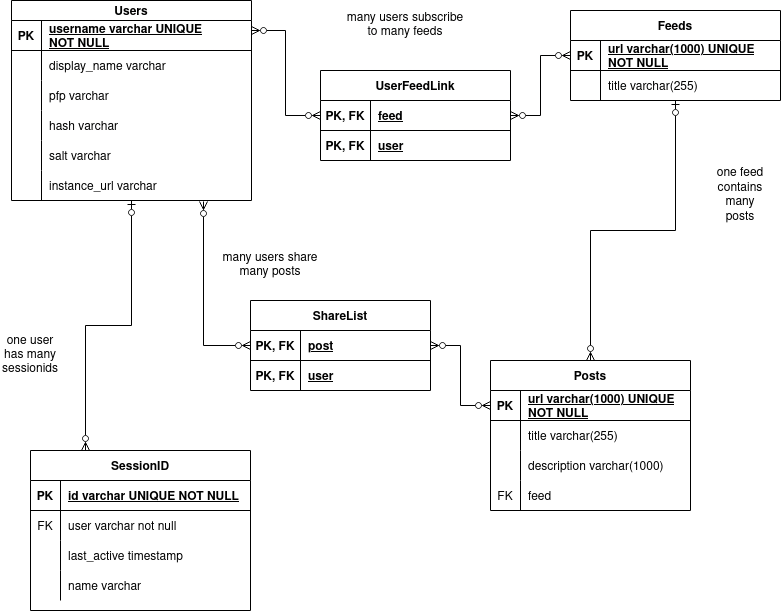 Users
PK username varchar UNIQUE
NOT NULL
display_name varchar
pfp varchar
hash varchar
salt varchar
instance_url varchar
many users subscribe
to many feeds
UserFeedLink
PK, FK feed
PK, FK user
Feeds
PK url varchar(1000) UNIQUE
NOT NULL
title varchar(255)
one feed
contains
many
posts
many users share
many posts
ShareList
PK, FK post
PK, FK user
one user
has many
sessionids
Posts
PK url varchar(1000) UNIQUE
NOT NULL
title varchar(255)
description varchar(1000)
FK feed
SessionID
PK id varchar UNIQUE NOT NULL
FK user varchar not null
last_active timestamp
name varchar